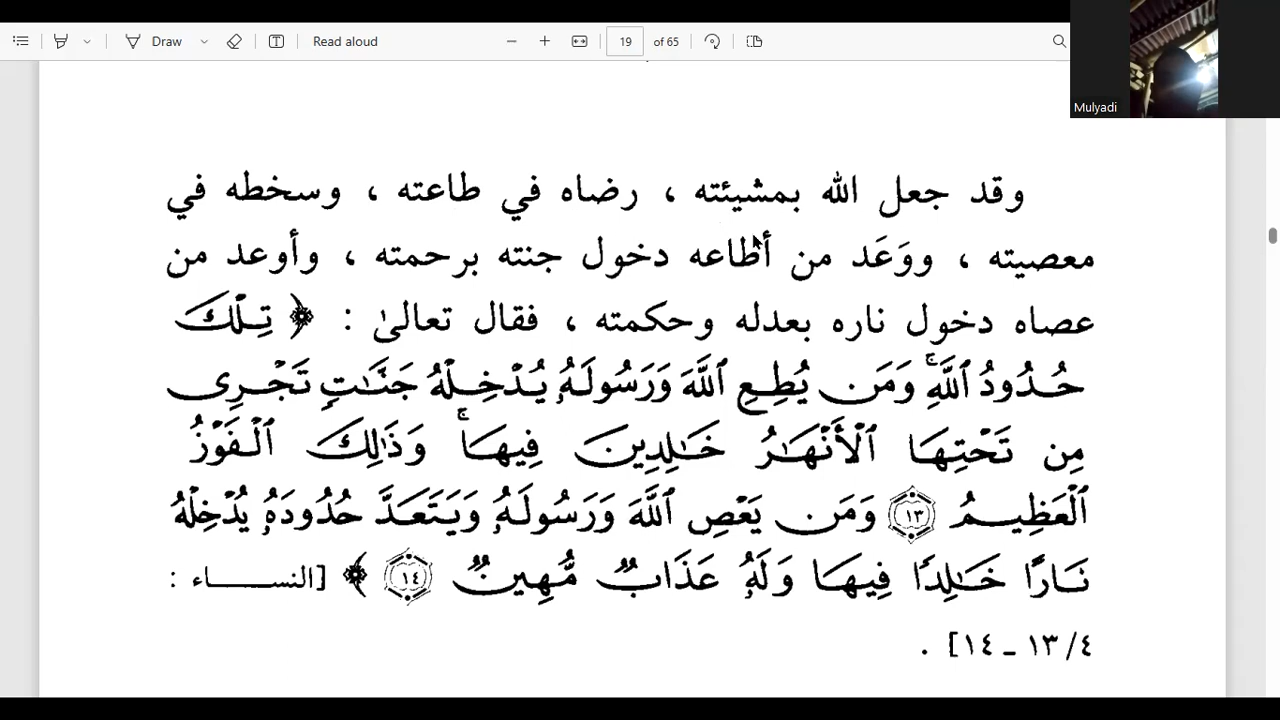 Draw
Read aloud
19 of 65
Mulyadi
وقد جعل الله بمشيئته ، رضاه في طاعته ، وسخطه في
معصيته ، ووَعَد من أطاعه دخول جنته برحمته ، وأوعد من
عصاه دخول ناره بعدله وحكمته ، فقال تعالىٰ : ﴿ تِلْكَ
حُدُودُ ٱللَّهِۚ وَمَن يُطِعِ ٱللَّهَ وَرَسُولَهُۥ يُدْخِلْهُ جَنَّـٰتٍ تَجْرِى
مِن تَحْتِهَا ٱلْأَنْهَـٰرُ خَـٰلِدِينَ فِيهَاۚ وَذَٰلِكَ ٱلْفَوْزُ
ٱلْعَظِيمُ ١٣ وَمَن يَعْصِ ٱللَّهَ وَرَسُولَهُۥ وَيَتَعَدَّ حُدُودَهُۥ يُدْخِلْهُ
نَارًا خَـٰلِدًا فِيهَا وَلَهُۥ عَذَابٌ مُّهِينٌ ١٤ ﴾ [النساء :
٤/ ١٣ ـ ١٤] .